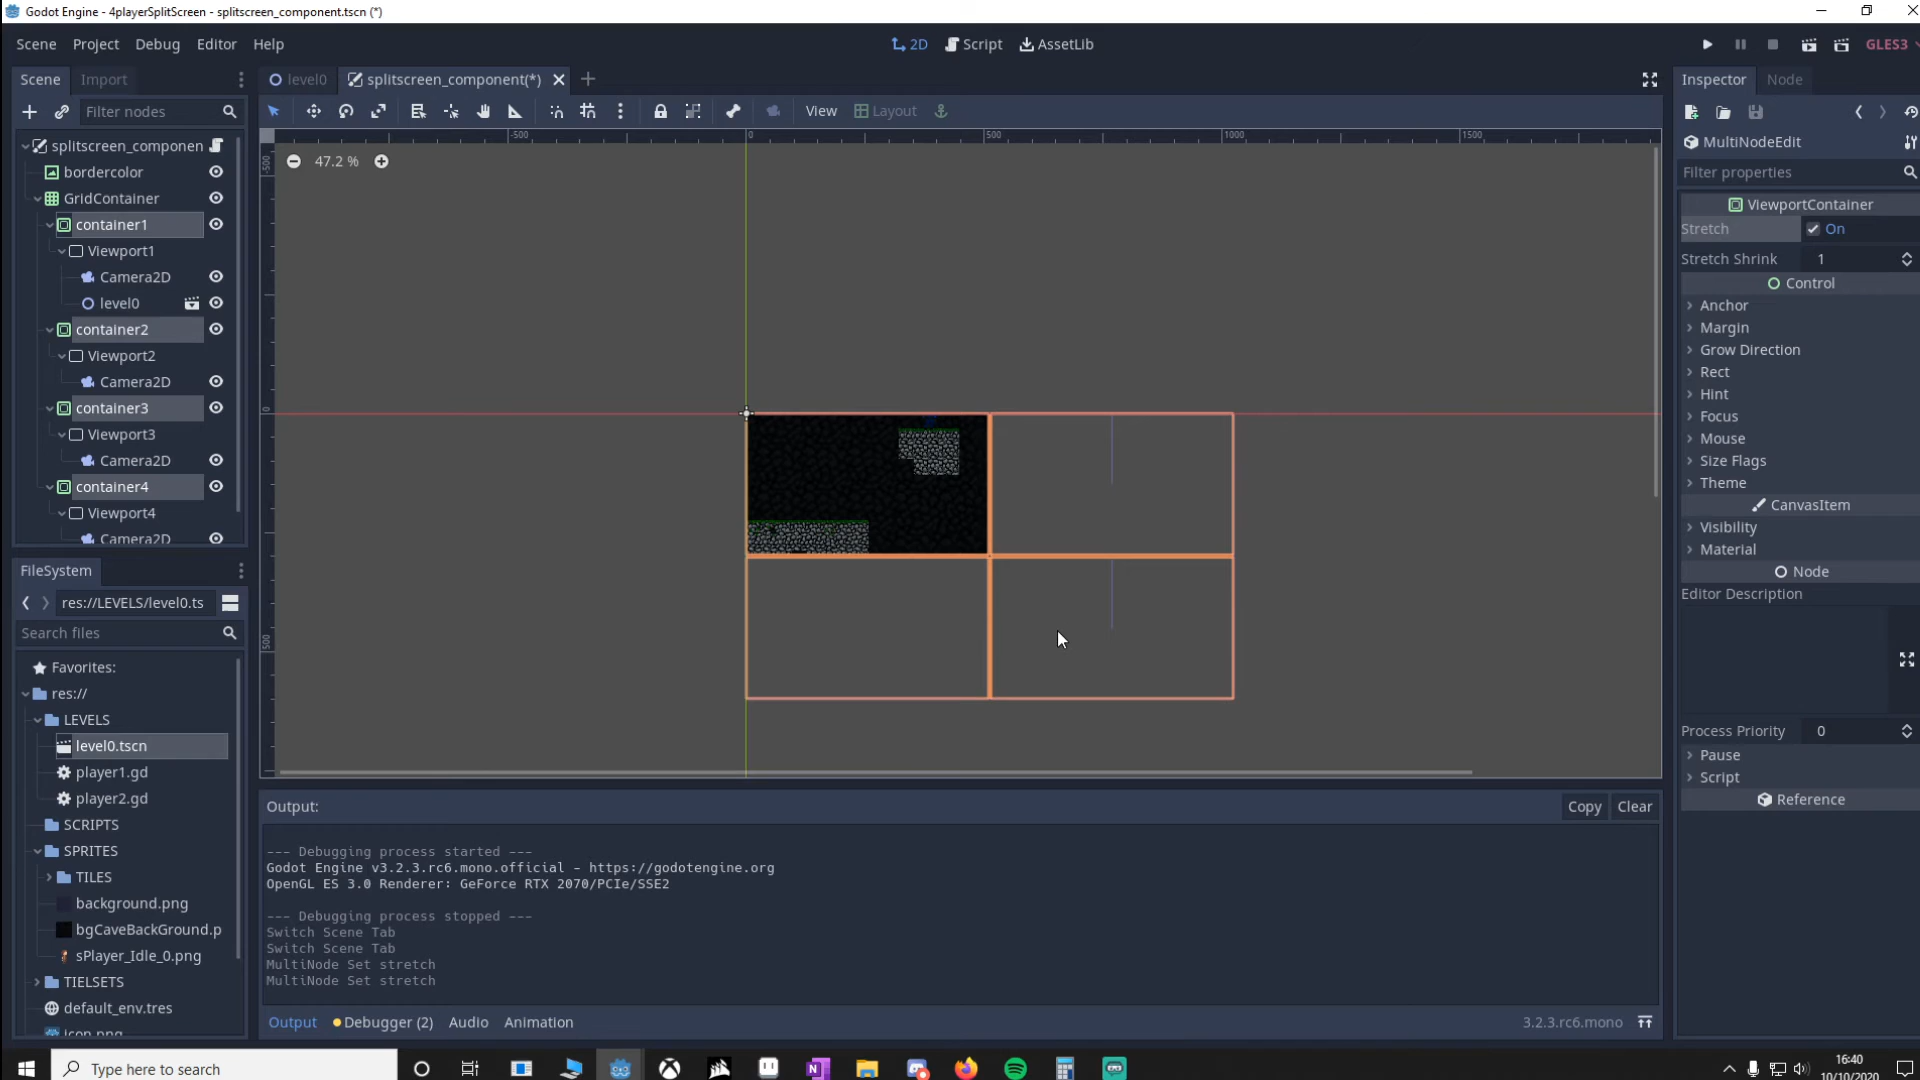 Godot Engine - 4playerSplitScreen - splitscreen_component.tscn (*)
Scene Project Debug Editor Help
2D Script AssetLib
GLES3
Scene Import
level0 splitscreen_component(*)
Inspector Node
Filter nodes
View Layout
MultiNodeEdit
Filter properties
splitscreen_componen
bordercolor
GridContainer
container1
Viewport1
Camera2D
level0
container2
Viewport2
Camera2D
container3
Viewport3
Camera2D
container4
Viewport4
Camera2D
-500 0 500 1000 1500
47.2 %
-500
0
500
ViewportContainer
Stretch On
Stretch Shrink 1
Control
Anchor
Margin
Grow Direction
Rect
Hint
Focus
Mouse
Size Flags
Theme
CanvasItem
Visibility
Material
Node
Editor Description
Process Priority 0
Pause
Script
Reference
FileSystem
res://LEVELS/level0.ts
Search files
Favorites:
res://
LEVELS
level0.tscn
player1.gd
player2.gd
SCRIPTS
SPRITES
TILES
background.png
bgCaveBackGround.p
sPlayer_Idle_0.png
TIELSETS
default_env.tres
icon.png
Output:
Copy Clear
--- Debugging process started ---
Godot Engine v3.2.3.rc6.mono.official - https://godotengine.org
OpenGL ES 3.0 Renderer: GeForce RTX 2070/PCIe/SSE2
--- Debugging process stopped ---
Switch Scene Tab
Switch Scene Tab
MultiNode Set stretch
MultiNode Set stretch
Output Debugger (2) Audio Animation
3.2.3.rc6.mono
Type here to search
16:40
10/10/2020